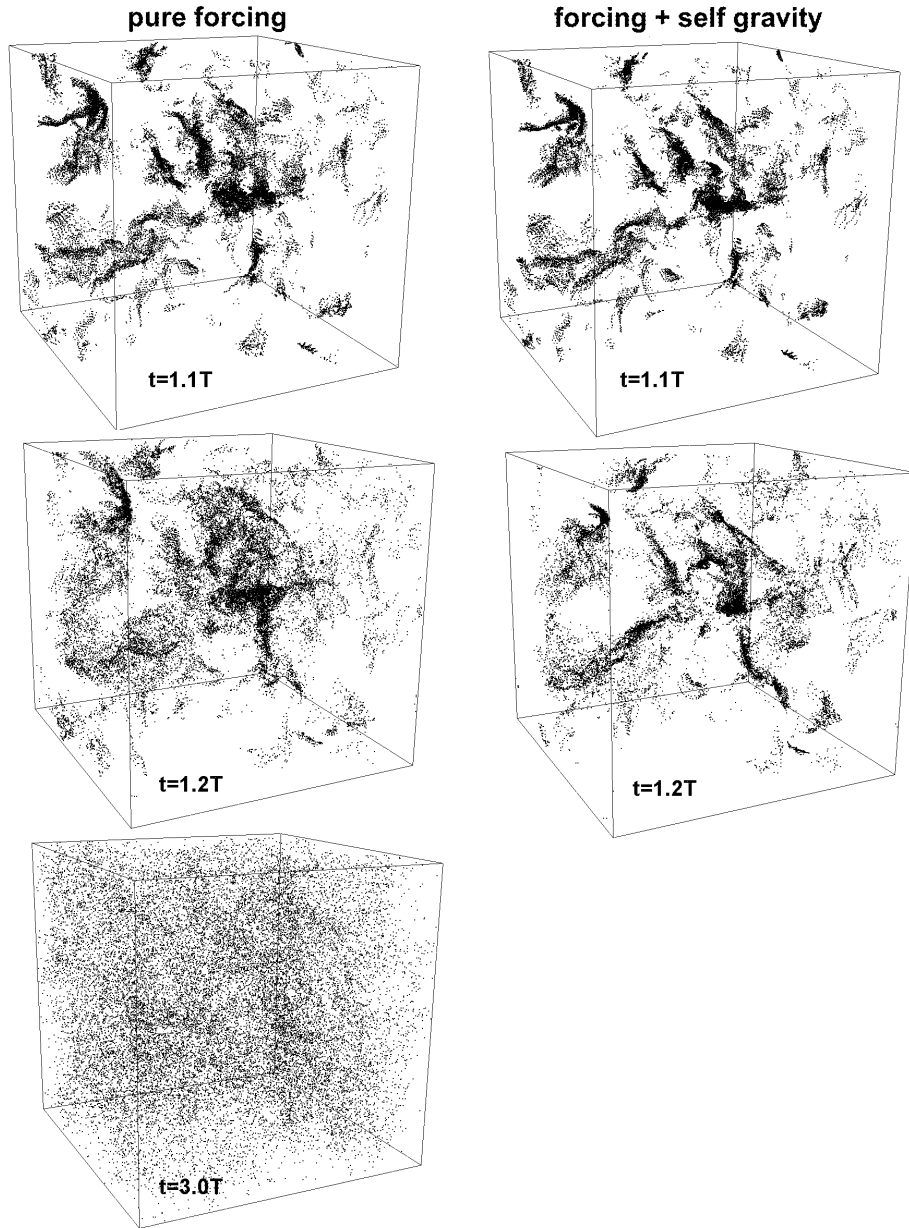 pure forcing
forcing + self gravity
t=1.1T
t=1.1T
t=1.2T
t=1.2T
t=3.0T